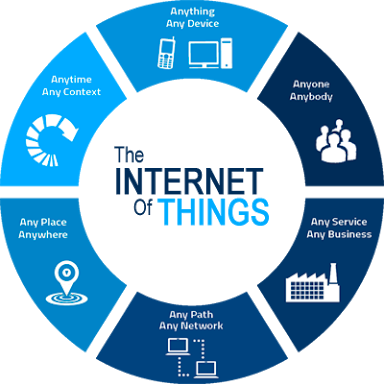 Anything
Any Device
Anyone
Anybody
Any Service
Any Business
Any Path
Any Network
Any Place
Anywhere
Anytime
Any Context
The
INTERNET
Of THINGS